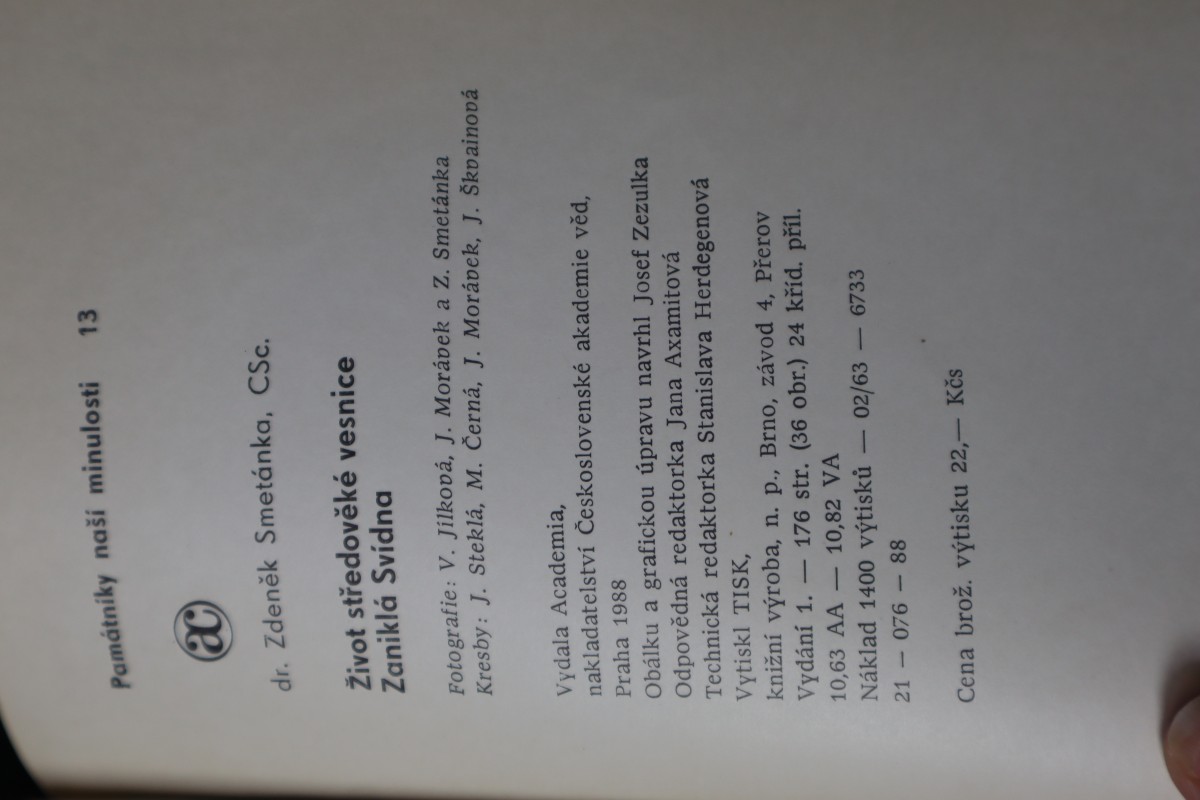 Památníky naší minulosti 13
ac
dr. Zdeněk Smetánka, CSc.
Život středověké vesnice
Zaniklá Svídna
Fotografie: V. Jílková, J. Morávek a Z. Smetánka
Kresby: J. Steklá, M. Černá, J. Morávek, J. Škvainová
Vydala Academia,
nakladatelství Československé akademie věd,
Praha 1988
Obálku a grafickou úpravu navrhl Josef Zezulka
Odpovědná redaktorka Jana Axamitová
Technická redaktorka Stanislava Herdegenová
Vytiskl TISK,
knižní výroba, n. p., Brno, závod 4, Přerov
Vydání 1. — 176 str. (36 obr.) 24 kříd. příl.
10,63 AA — 10,82 VA
Náklad 1400 výtisků — 02/63 — 6733
21 — 076 — 88
Cena brož. výtisku 22,— Kčs